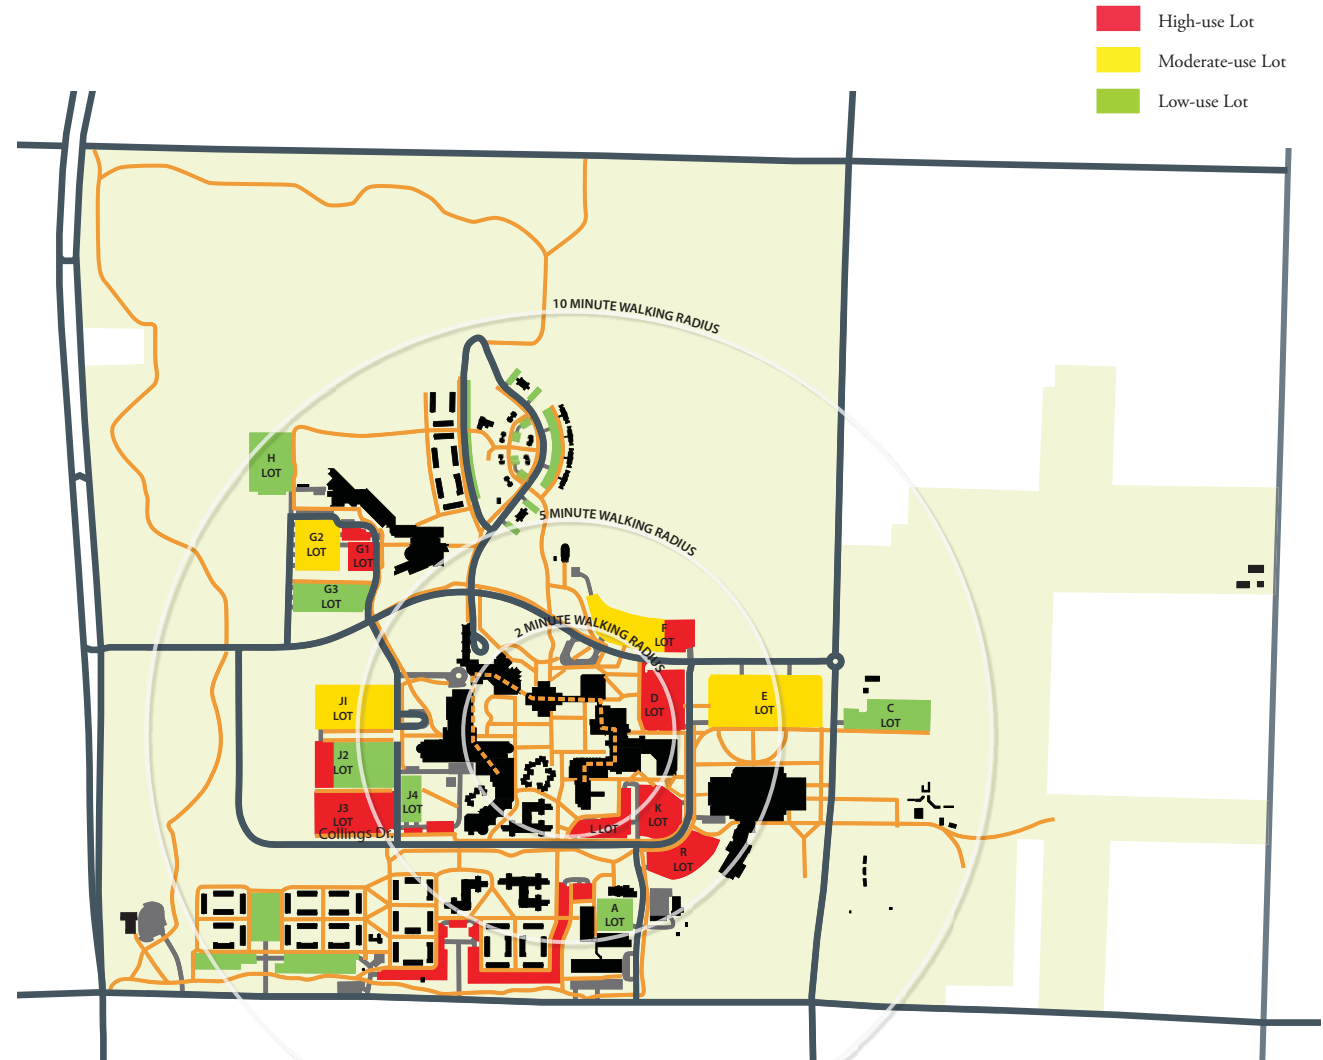 High-use Lot
Moderate-use Lot
Low-use Lot
10 MINUTE WALKING RADIUS
H
LOT
5 MINUTE WALKING RADIUS
G2
LOT
G1
LOT
G3
LOT
2 MINUTE WALKING RADIUS
F
LOT
JI
LOT
D
LOT
E
LOT
C
LOT
J2
LOT
J4
LOT
J3
LOT
K
LOT
L LOT
Collings Dr.
R
LOT
A
LOT